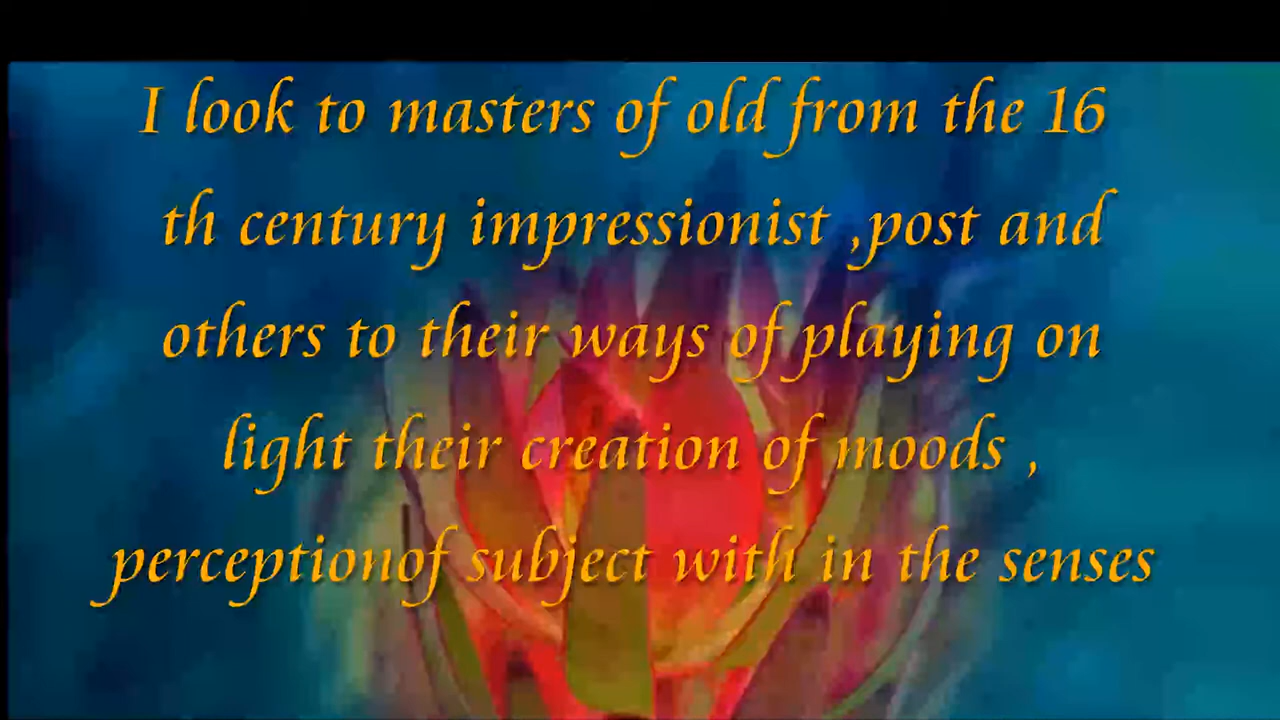 I look to masters of old from the 16
th century impressionist ,post and
others to their ways of playing on
light their creation of moods ,
perceptionof subject with in the senses